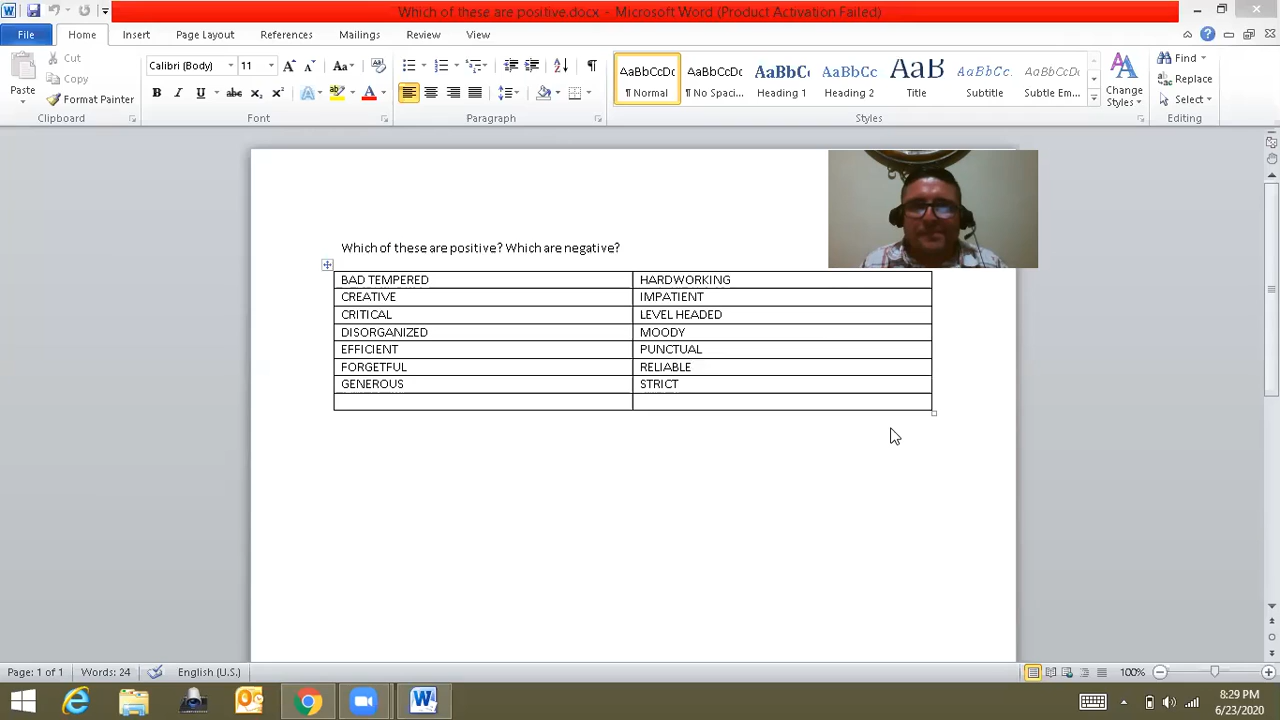 Which of these are positive.docx - Microsoft Word (Product Activation Failed)
File Home Insert Page Layout References Mailings Review View
Paste
Cut
Copy
Format Painter
Clipboard
Calibri (Body) 11
Font
Paragraph
AaBbCcDc AaBbCcDc AaBbCc AaBbCc AaB AaBbCc. AaBbCcDc
¶ Normal ¶ No Spaci... Heading 1 Heading 2 Title Subtitle Subtle Em...
Change Styles
Styles
Find
Replace
Select
Editing
Which of these are positive? Which are negative?
BAD TEMPERED HARDWORKING
CREATIVE IMPATIENT
CRITICAL LEVEL HEADED
DISORGANIZED MOODY
EFFICIENT PUNCTUAL
FORGETFUL RELIABLE
GENEROUS STRICT
Page: 1 of 1 Words: 24 English (U.S.) 100%
8:29 PM
6/23/2020